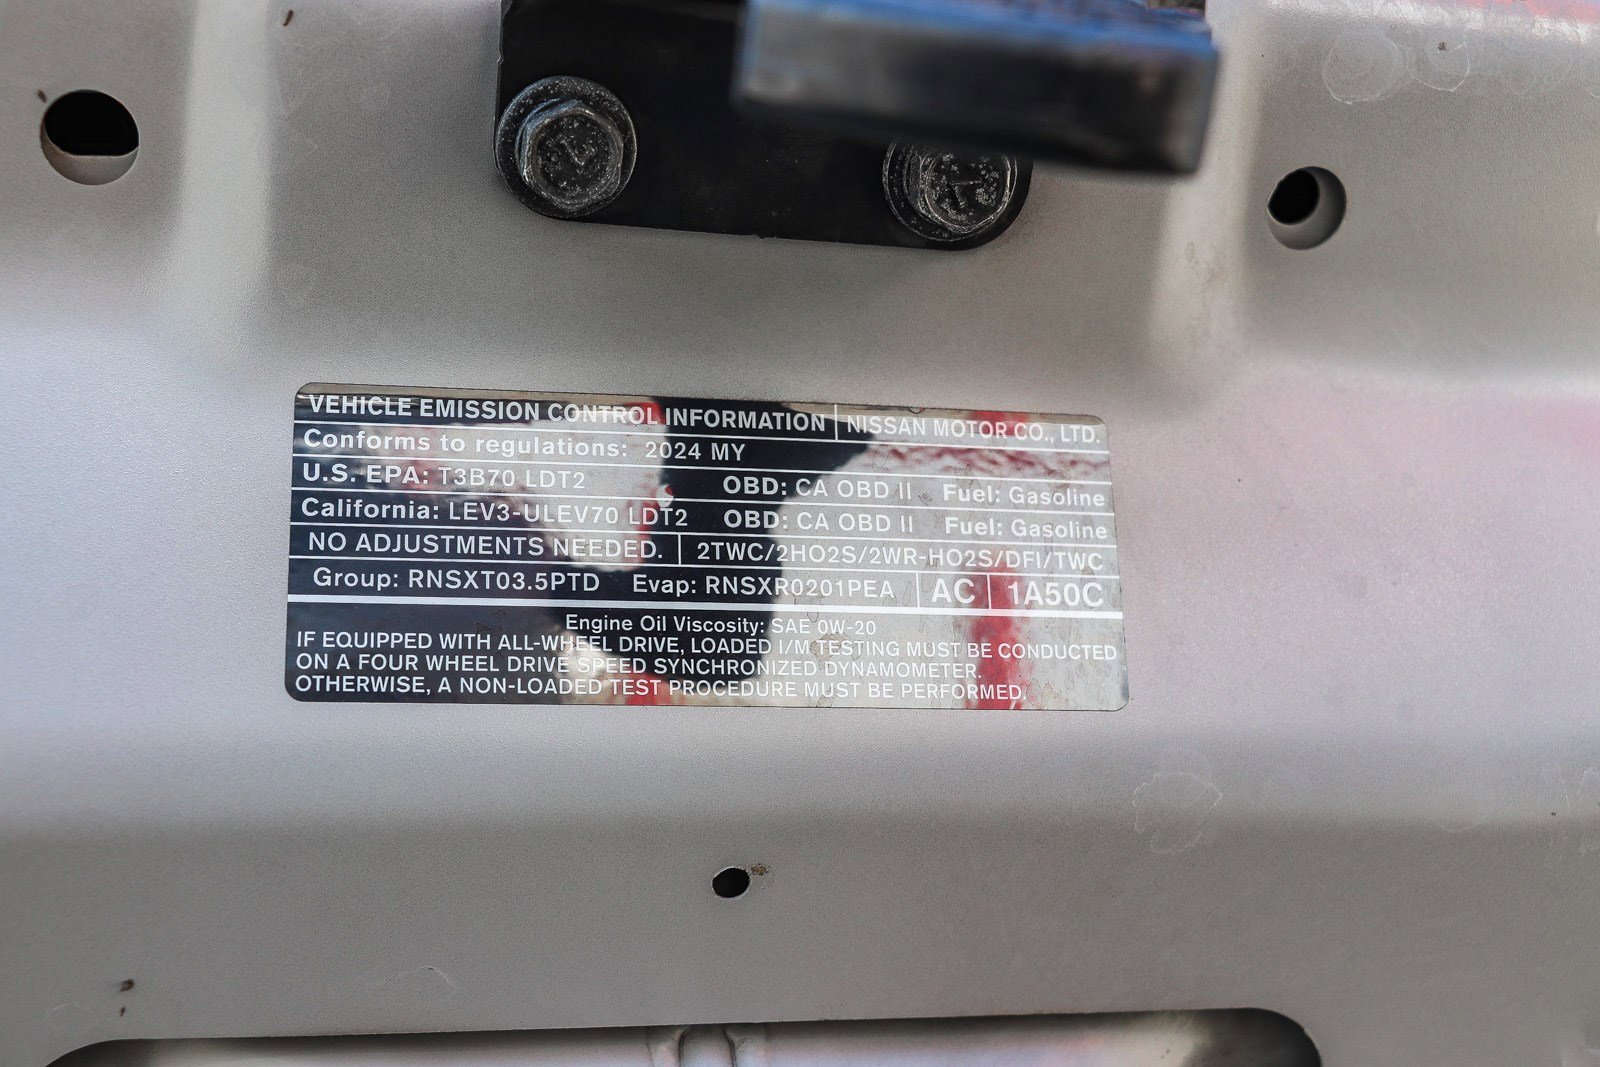 VEHICLE EMISSION CONTROL INFORMATION NISSAN MOTOR CO., LTD.
Conforms to regulations: 2024 MY
U.S. EPA: T3B70 LDT2 OBD: CA OBD II Fuel: Gasoline
California: LEV3-ULEV70 LDT2 OBD: CA OBD II Fuel: Gasoline
NO ADJUSTMENTS NEEDED. 2TWC/2HO2S/2WR-HO2S/DFI/TWC
Group: RNSXT03.5PTD Evap: RNSXR0201PEA AC 1A50C
Engine Oil Viscosity: SAE 0W-20
IF EQUIPPED WITH ALL-WHEEL DRIVE, LOADED I/M TESTING MUST BE CONDUCTED
ON A FOUR WHEEL DRIVE SPEED SYNCHRONIZED DYNAMOMETER.
OTHERWISE, A NON-LOADED TEST PROCEDURE MUST BE PERFORMED.